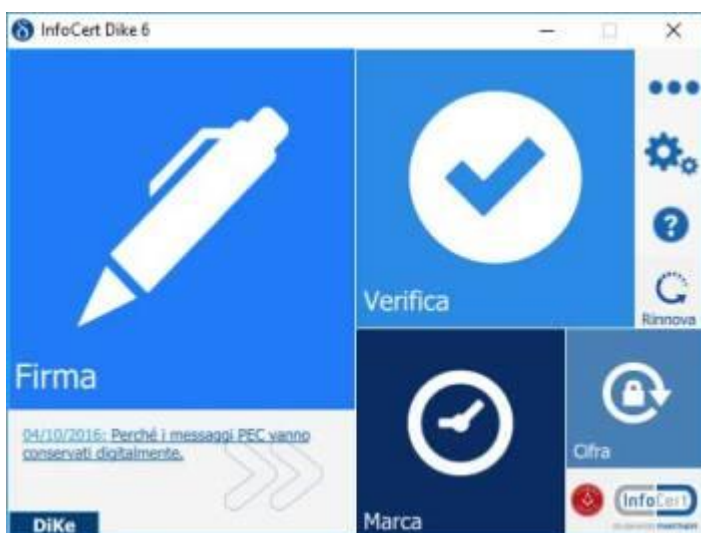 InfoCert Dike 6
Firma
Verifica
Rinnova
04/10/2016: Perché i messaggi PEC vanno
conservati digitalmente.
DiKe
Marca
Cifra
InfoCert